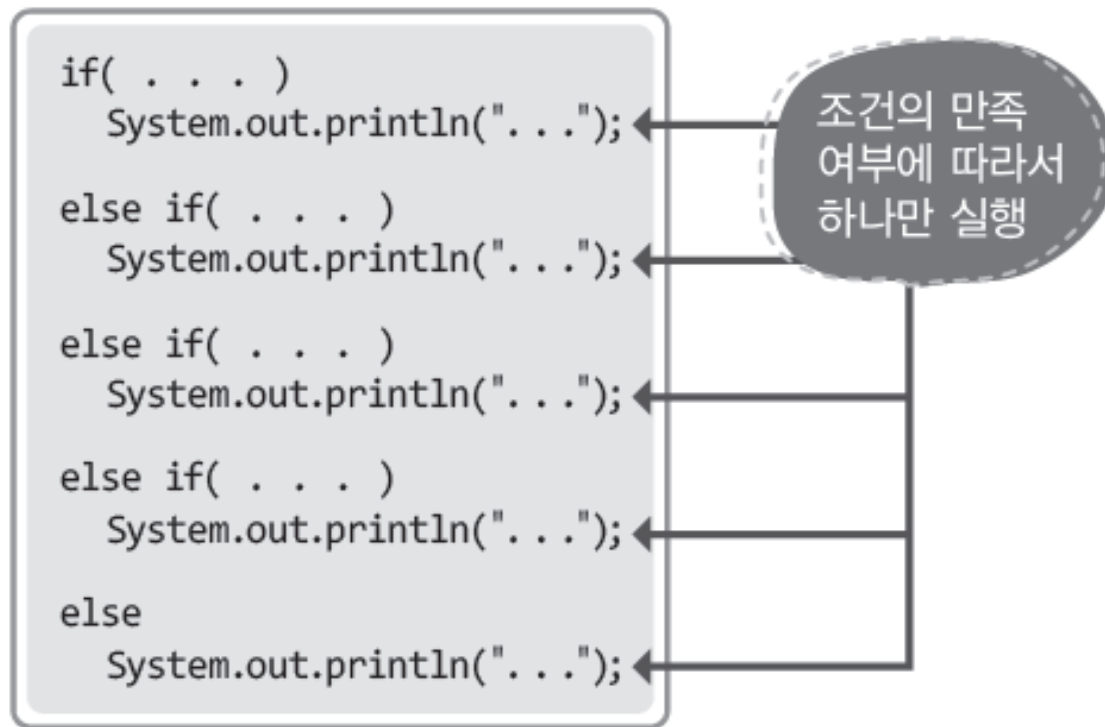 if( . . . )
System.out.println("...");
else if( . . . )
System.out.println("...");
else if( . . . )
System.out.println("...");
else if( . . . )
System.out.println("...");
else
System.out.println("...");
조건의 만족
여부에 따라서
하나만 실행